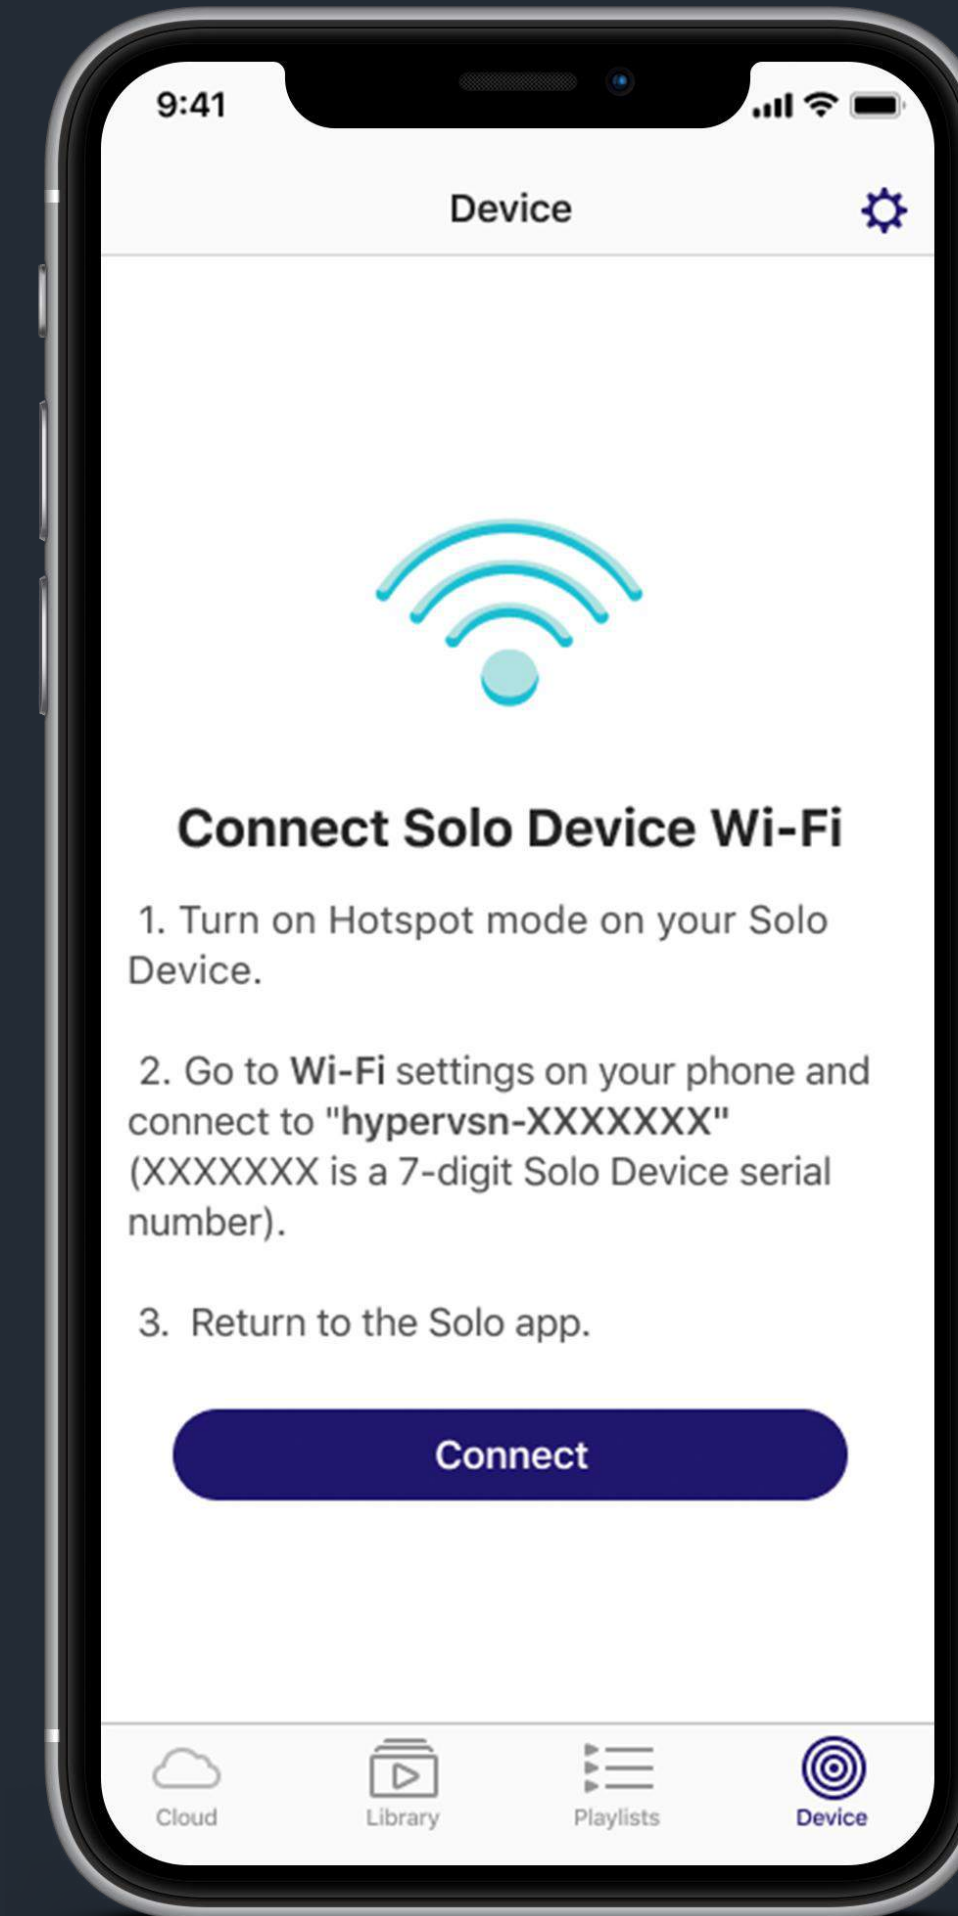 9:41
Device
Connect Solo Device Wi-Fi
1. Turn on Hotspot mode on your Solo
Device.
2. Go to Wi-Fi settings on your phone and
connect to "hypervsn-XXXXXXX"
(XXXXXXX is a 7-digit Solo Device serial
number).
3. Return to the Solo app.
Connect
Cloud
Library
Playlists
Device